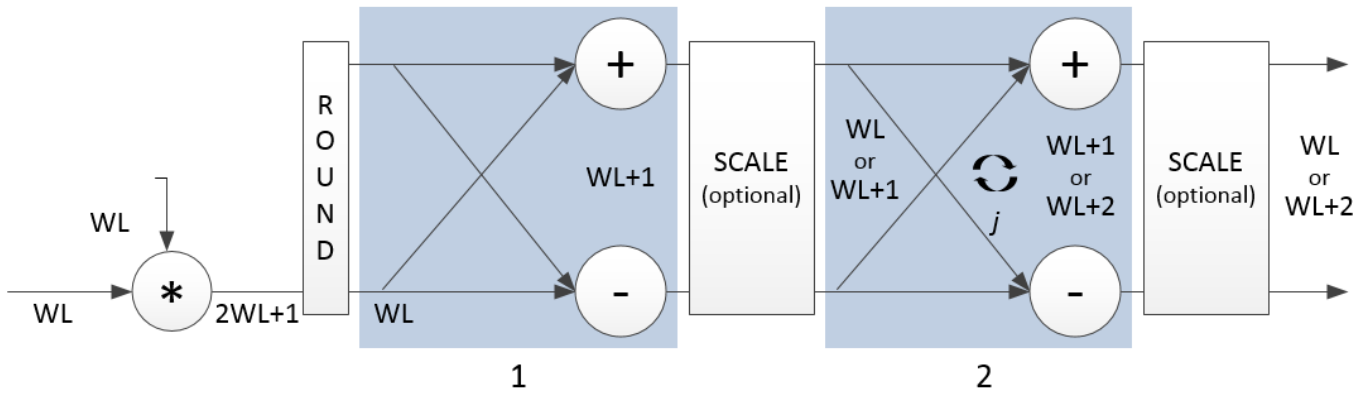 WL
WL
*
2WL+1
R
O
U
N
D
WL
+
-
WL+1
1
SCALE
(optional)
WL
or
WL+1
j
+
-
WL+1
or
WL+2
2
SCALE
(optional)
WL
or
WL+2